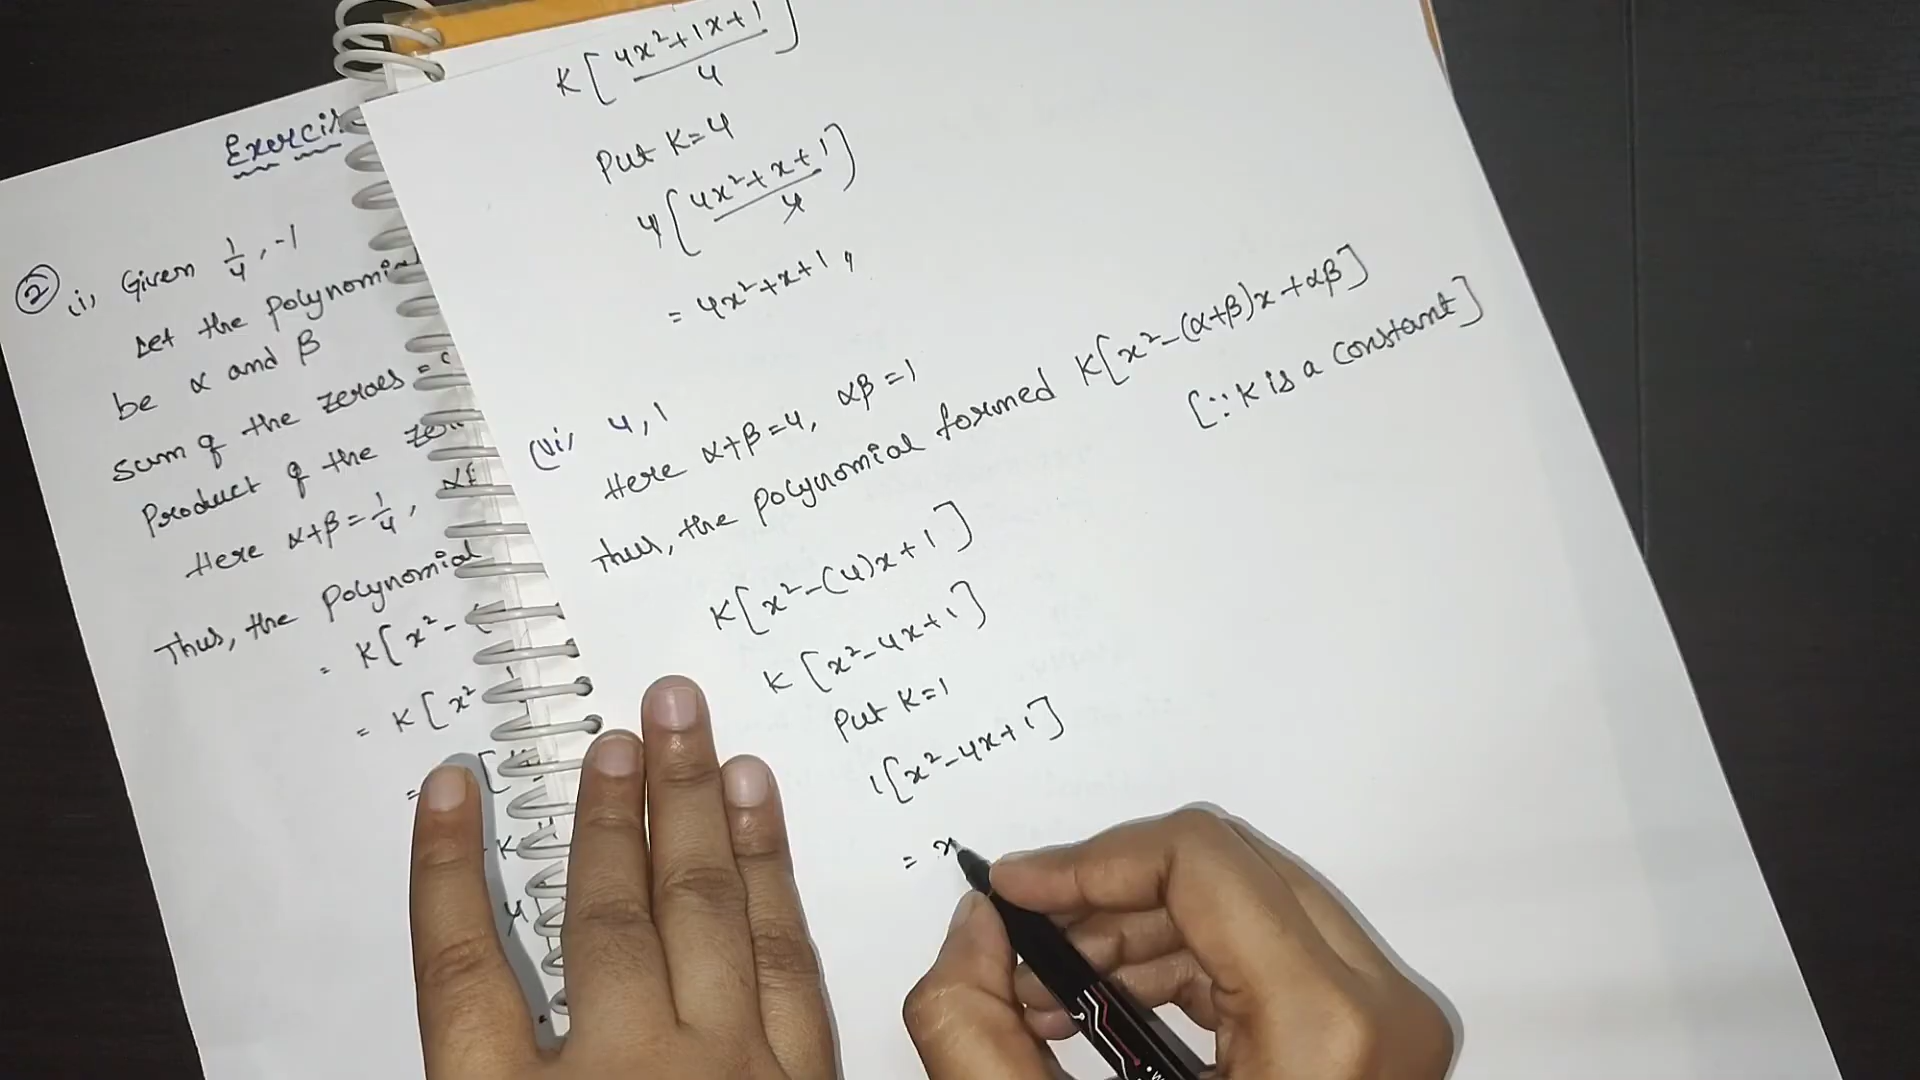 Exercis
② (i) Given 1/4, -1
Let the polynomial
be α and β
sum of the zeroes =
Product of the zer
Here α+β = 1/4, αβ
Thus, the polynomial
= K[x² - (
= K[x²
=
K
4
K[(4x²+1x+1)/4]
Put K=4
4[(4x²+x+1)/4]
= 4x²+x+1,
(vi) 4, 1
Here α+β=4, αβ=1
Thus, the polynomial formed K[x²-(α+β)x+αβ]
[∵ K is a constant]
K[x²-(4)x+1]
K[x²-4x+1]
Put K=1
1[x²-4x+1]
= x